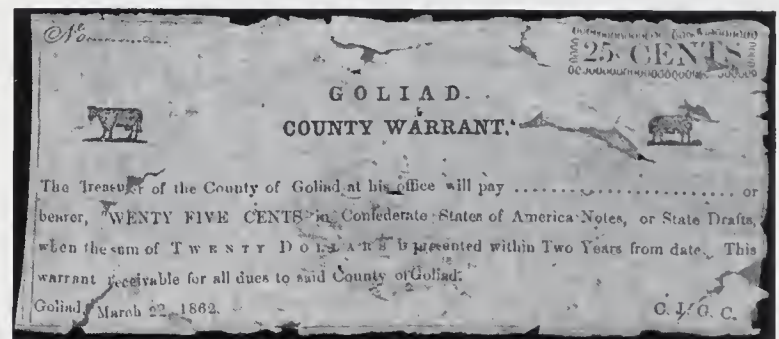 No.
25 CENTS
GOLIAD
COUNTY WARRANT.
The Treasurer of the County of Goliad at his office will pay .......................... or
bearer, TWENTY FIVE CENTS in Confederate States of America Notes, or State Drafts,
when the sum of TWENTY DOLLARS is presented within Two Years from date. This
warrant receivable for all dues to said County of Goliad.
Goliad, March 22, 1862. C. J. G. C.